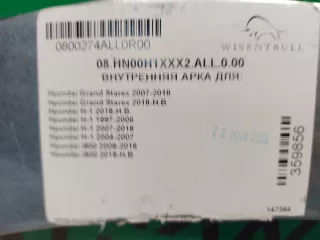 0800274ALL0R00
WISENTBULL
08.HN00H1XXX2.ALL.0.00
ВНУТРЕННЯЯ АРКА ДЛЯ:
Hyundai Grand Starex 2007-2018
Hyundai Grand Starex 2018-Н.В.
Hyundai H-1 2018-Н.В.
Hyundai H-1 1997-2006
Hyundai H-1 2007-2018
Hyundai H-1 2004-2007
Hyundai i800 2008-2018
Hyundai i800 2018-Н.В.
359856
147384